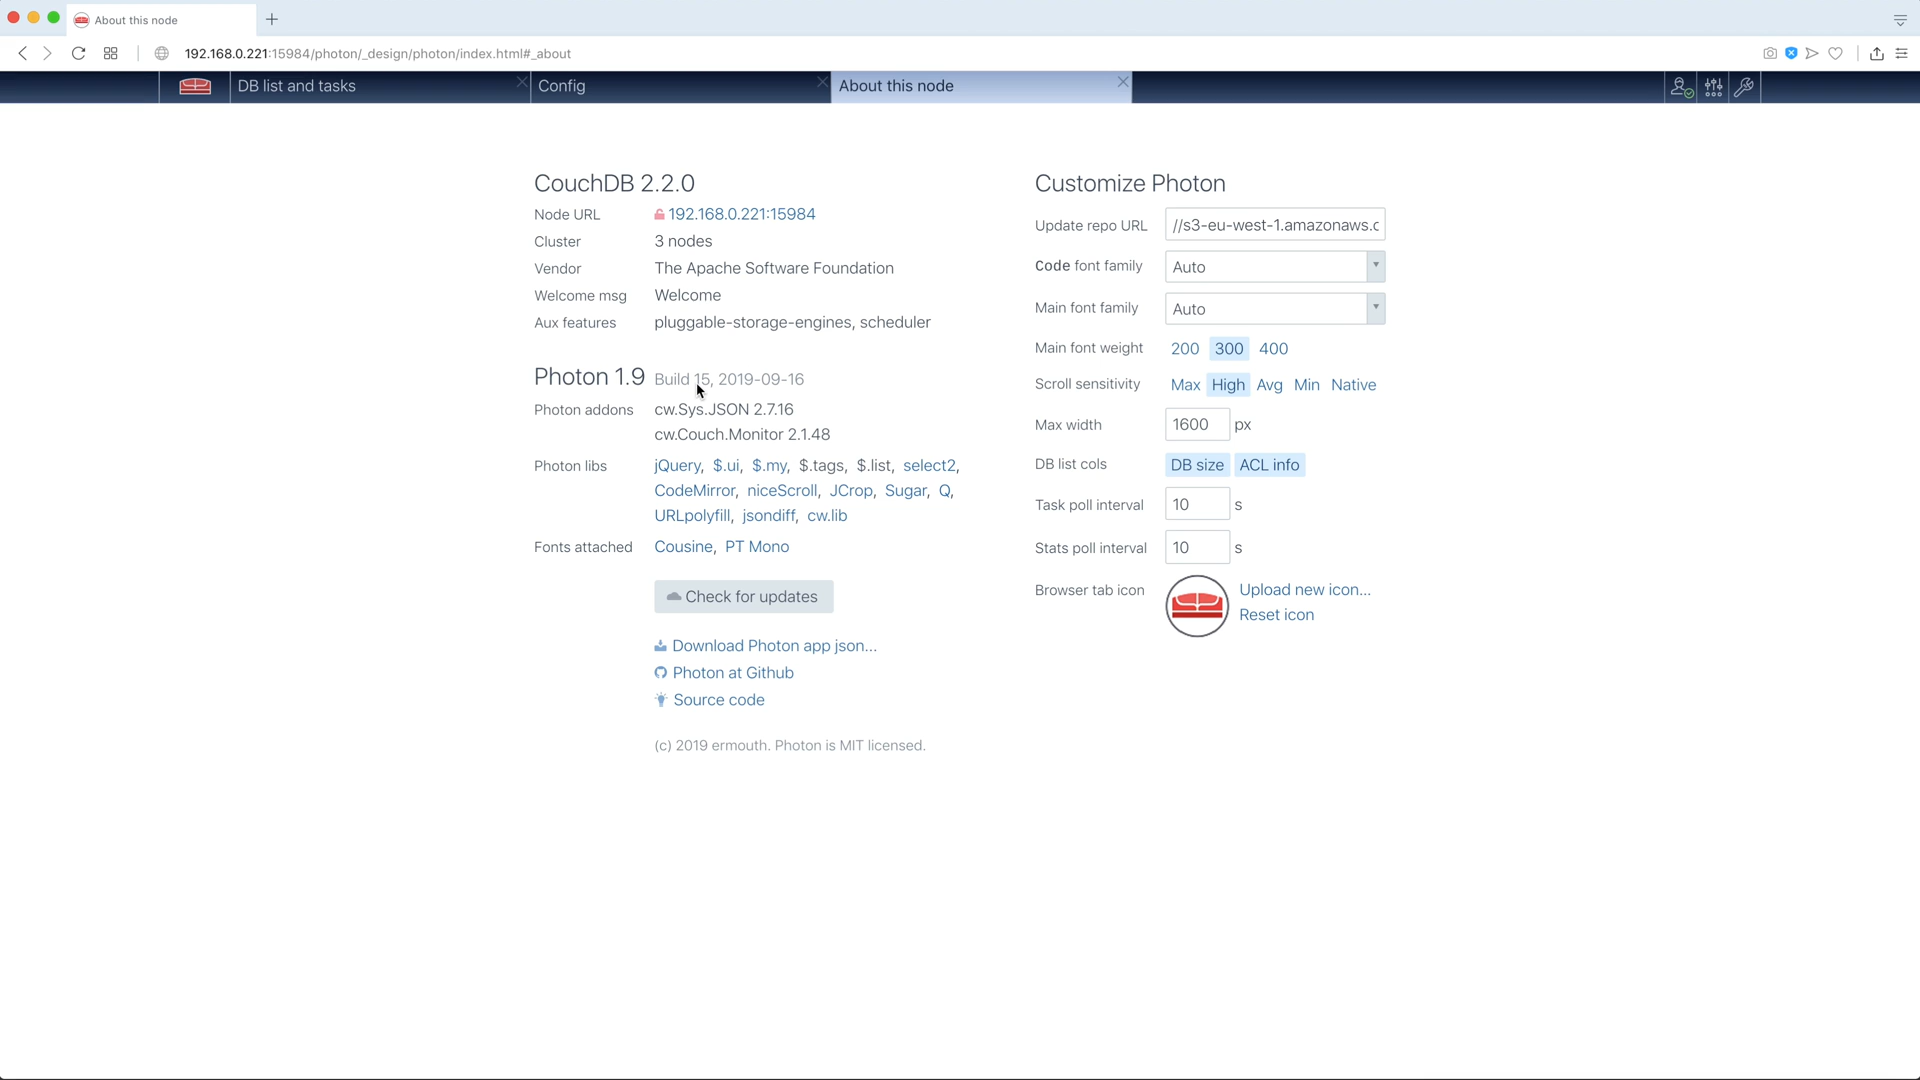 About this node
192.168.0.221:15984/photon/_design/photon/index.html#_about
DB list and tasks
Config
About this node
CouchDB 2.2.0
Node URL 192.168.0.221:15984
Cluster 3 nodes
Vendor The Apache Software Foundation
Welcome msg Welcome
Aux features pluggable-storage-engines, scheduler
Photon 1.9 Build 15, 2019-09-16
Photon addons cw.Sys.JSON 2.7.16
cw.Couch.Monitor 2.1.48
Photon libs jQuery, $.ui, $.my, $.tags, $.list, select2,
CodeMirror, niceScroll, JCrop, Sugar, Q,
URLpolyfill, jsondiff, cw.lib
Fonts attached Cousine, PT Mono
Check for updates
Download Photon app json...
Photon at Github
Source code
(c) 2019 ermouth. Photon is MIT licensed.
Customize Photon
Update repo URL //s3-eu-west-1.amazonaws.c
Code font family Auto
Main font family Auto
Main font weight 200 300 400
Scroll sensitivity Max High Avg Min Native
Max width 1600 px
DB list cols DB size ACL info
Task poll interval 10 s
Stats poll interval 10 s
Browser tab icon Upload new icon...
Reset icon